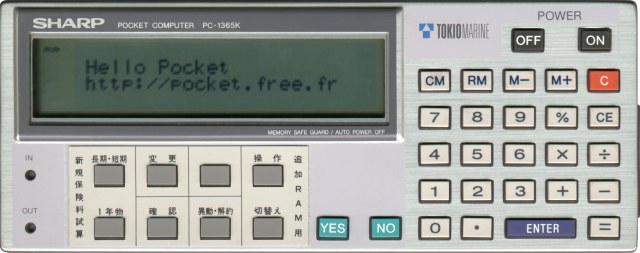 POWER
SHARP POCKET COMPUTER PC-1365K
TOKIO MARINE
OFF ON
RUN
Hello Pocket
http://pocket.free.fr
MEMORY SAFE GUARD / AUTO POWER OFF
CM RM M− M+ C
7 8 9 % CE
4 5 6 × ÷
1 2 3 + −
0 · ENTER =
IN
OUT
新規保険料試算
長期・短期 変更 操作
1年物 確認 異動・解約 切替え
追加RAM用
YES NO